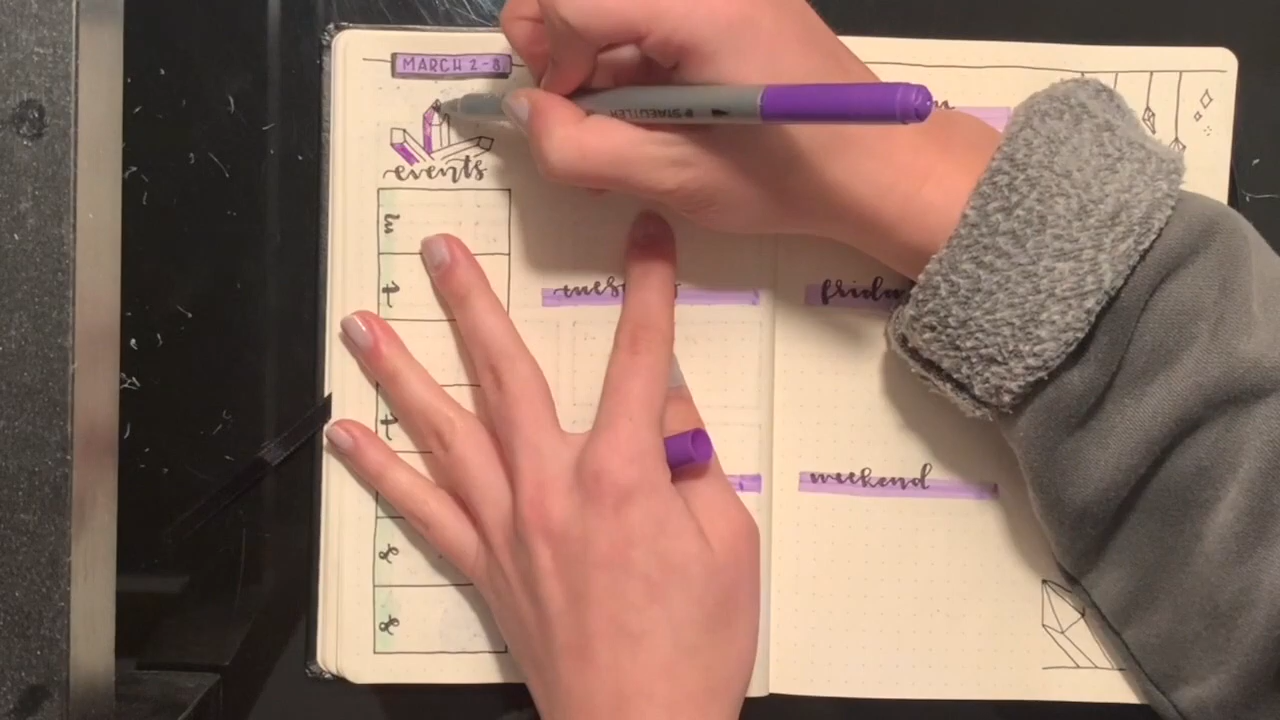 MARCH 2-8
STAEDTLER
events
m
t
t
s
s
friday
weekend